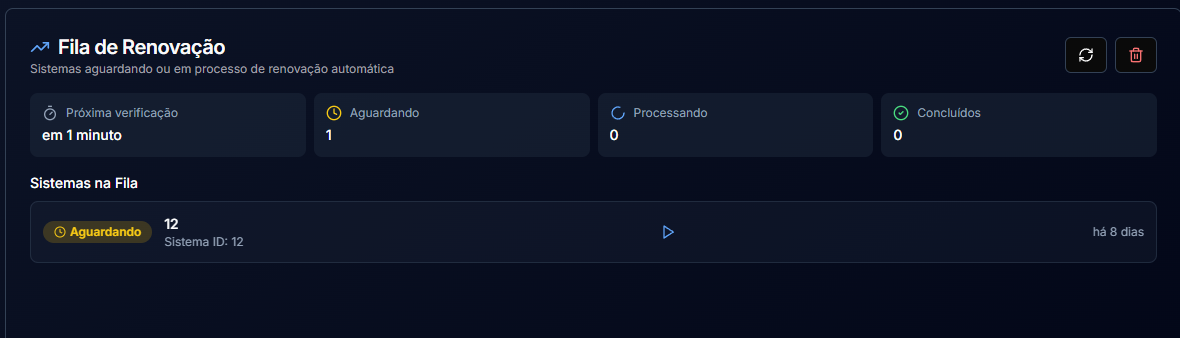 Fila de Renovação
Sistemas aguardando ou em processo de renovação automática
Próxima verificação
em 1 minuto
Aguardando
1
Processando
0
Concluídos
0
Sistemas na Fila
Aguardando
12
Sistema ID: 12
há 8 dias